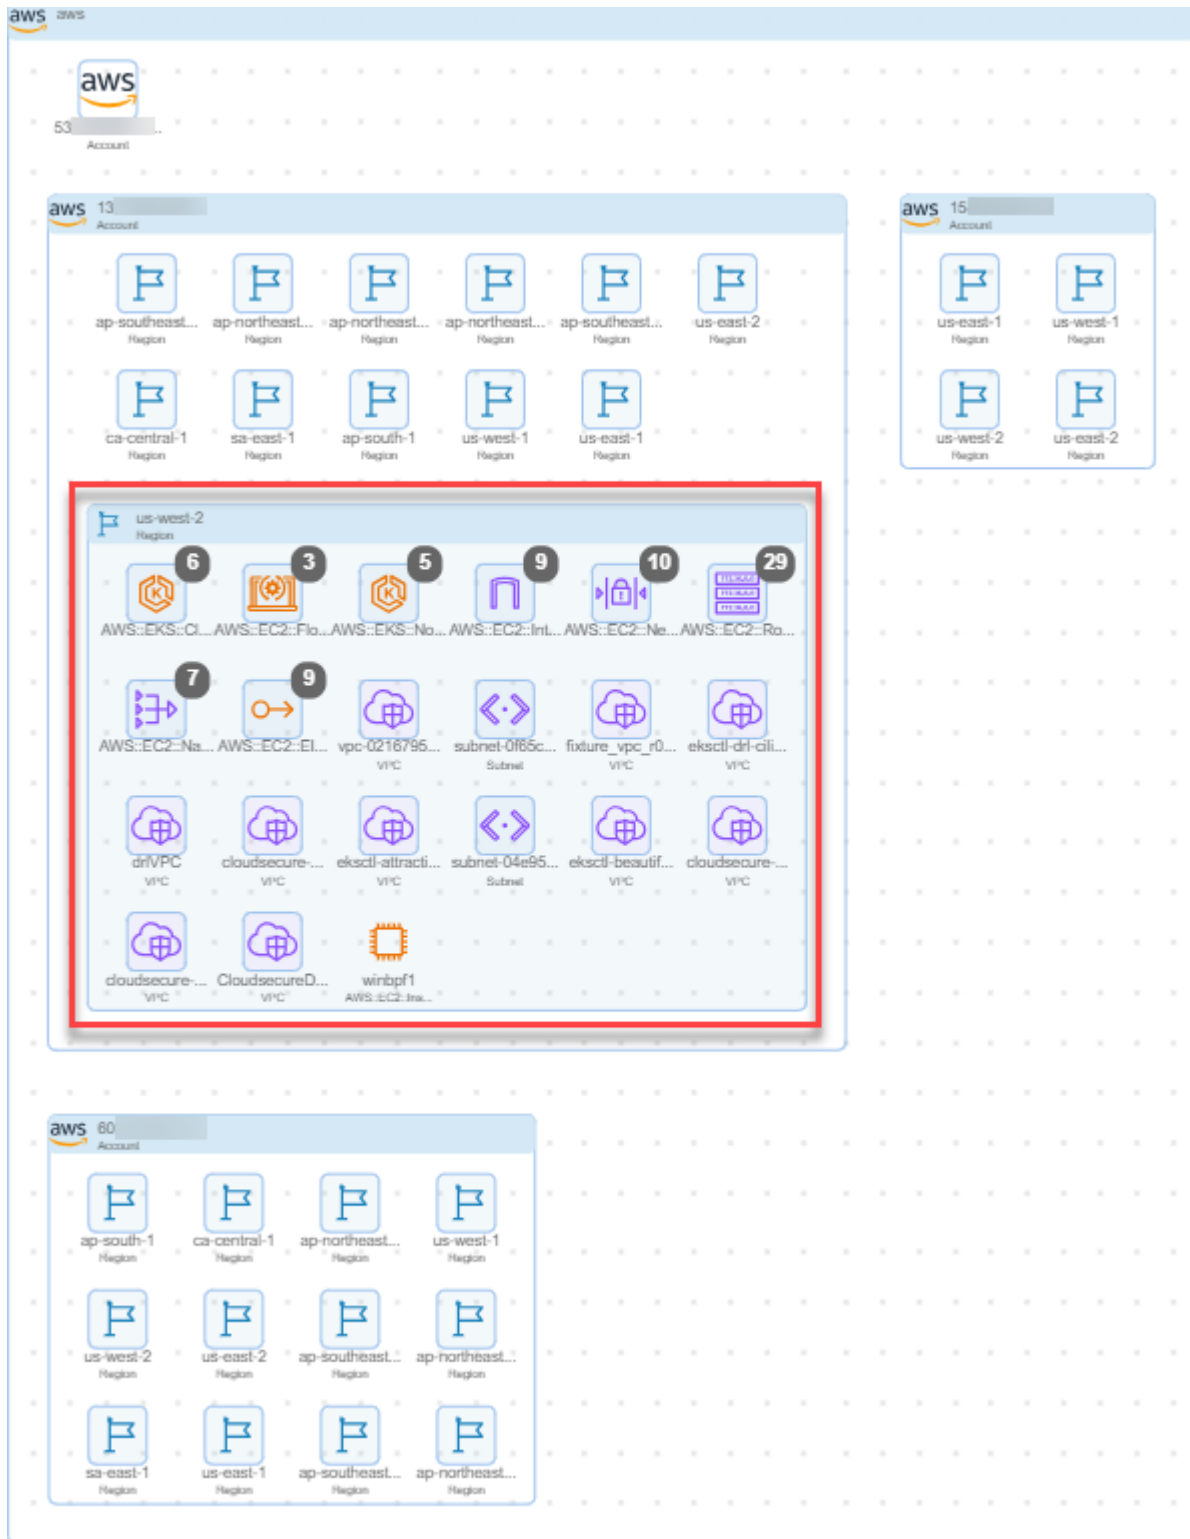 aws aws
aws
53 ...
Account
aws 13
Account
ap-southeast... ap-northeast... ap-northeast... ap-northeast... ap-southeast... us-east-2
Region Region Region Region Region Region
ca-central-1 sa-east-1 ap-south-1 us-west-1 us-east-1
Region Region Region Region Region
us-west-2
Region
6 3 5 9 10 29
AWS::EKS::Cl... AWS::EC2::Flo... AWS::EKS::No... AWS::EC2::Int... AWS::EC2::Ne... AWS::EC2::Ro...
7 9
AWS::EC2::Na... AWS::EC2::El... vpc-0216795... subnet-0f65c... fixture_vpc_r0... eksctl-drl-cili...
VPC Subnet VPC VPC
drlVPC cloudsecure-... eksctl-attracti... subnet-04e95... eksctl-beautif... cloudsecure-...
VPC VPC VPC Subnet VPC VPC
cloudsecure-... CloudsecureD... winbpf1
VPC VPC AWS::EC2::Ins...
aws 15
Account
us-east-1 us-west-1
Region Region
us-west-2 us-east-2
Region Region
aws 60
Account
ap-south-1 ca-central-1 ap-northeast... us-west-1
Region Region Region Region
us-west-2 us-east-2 ap-southeast... ap-northeast...
Region Region Region Region
sa-east-1 us-east-1 ap-southeast... ap-northeast...
Region Region Region Region